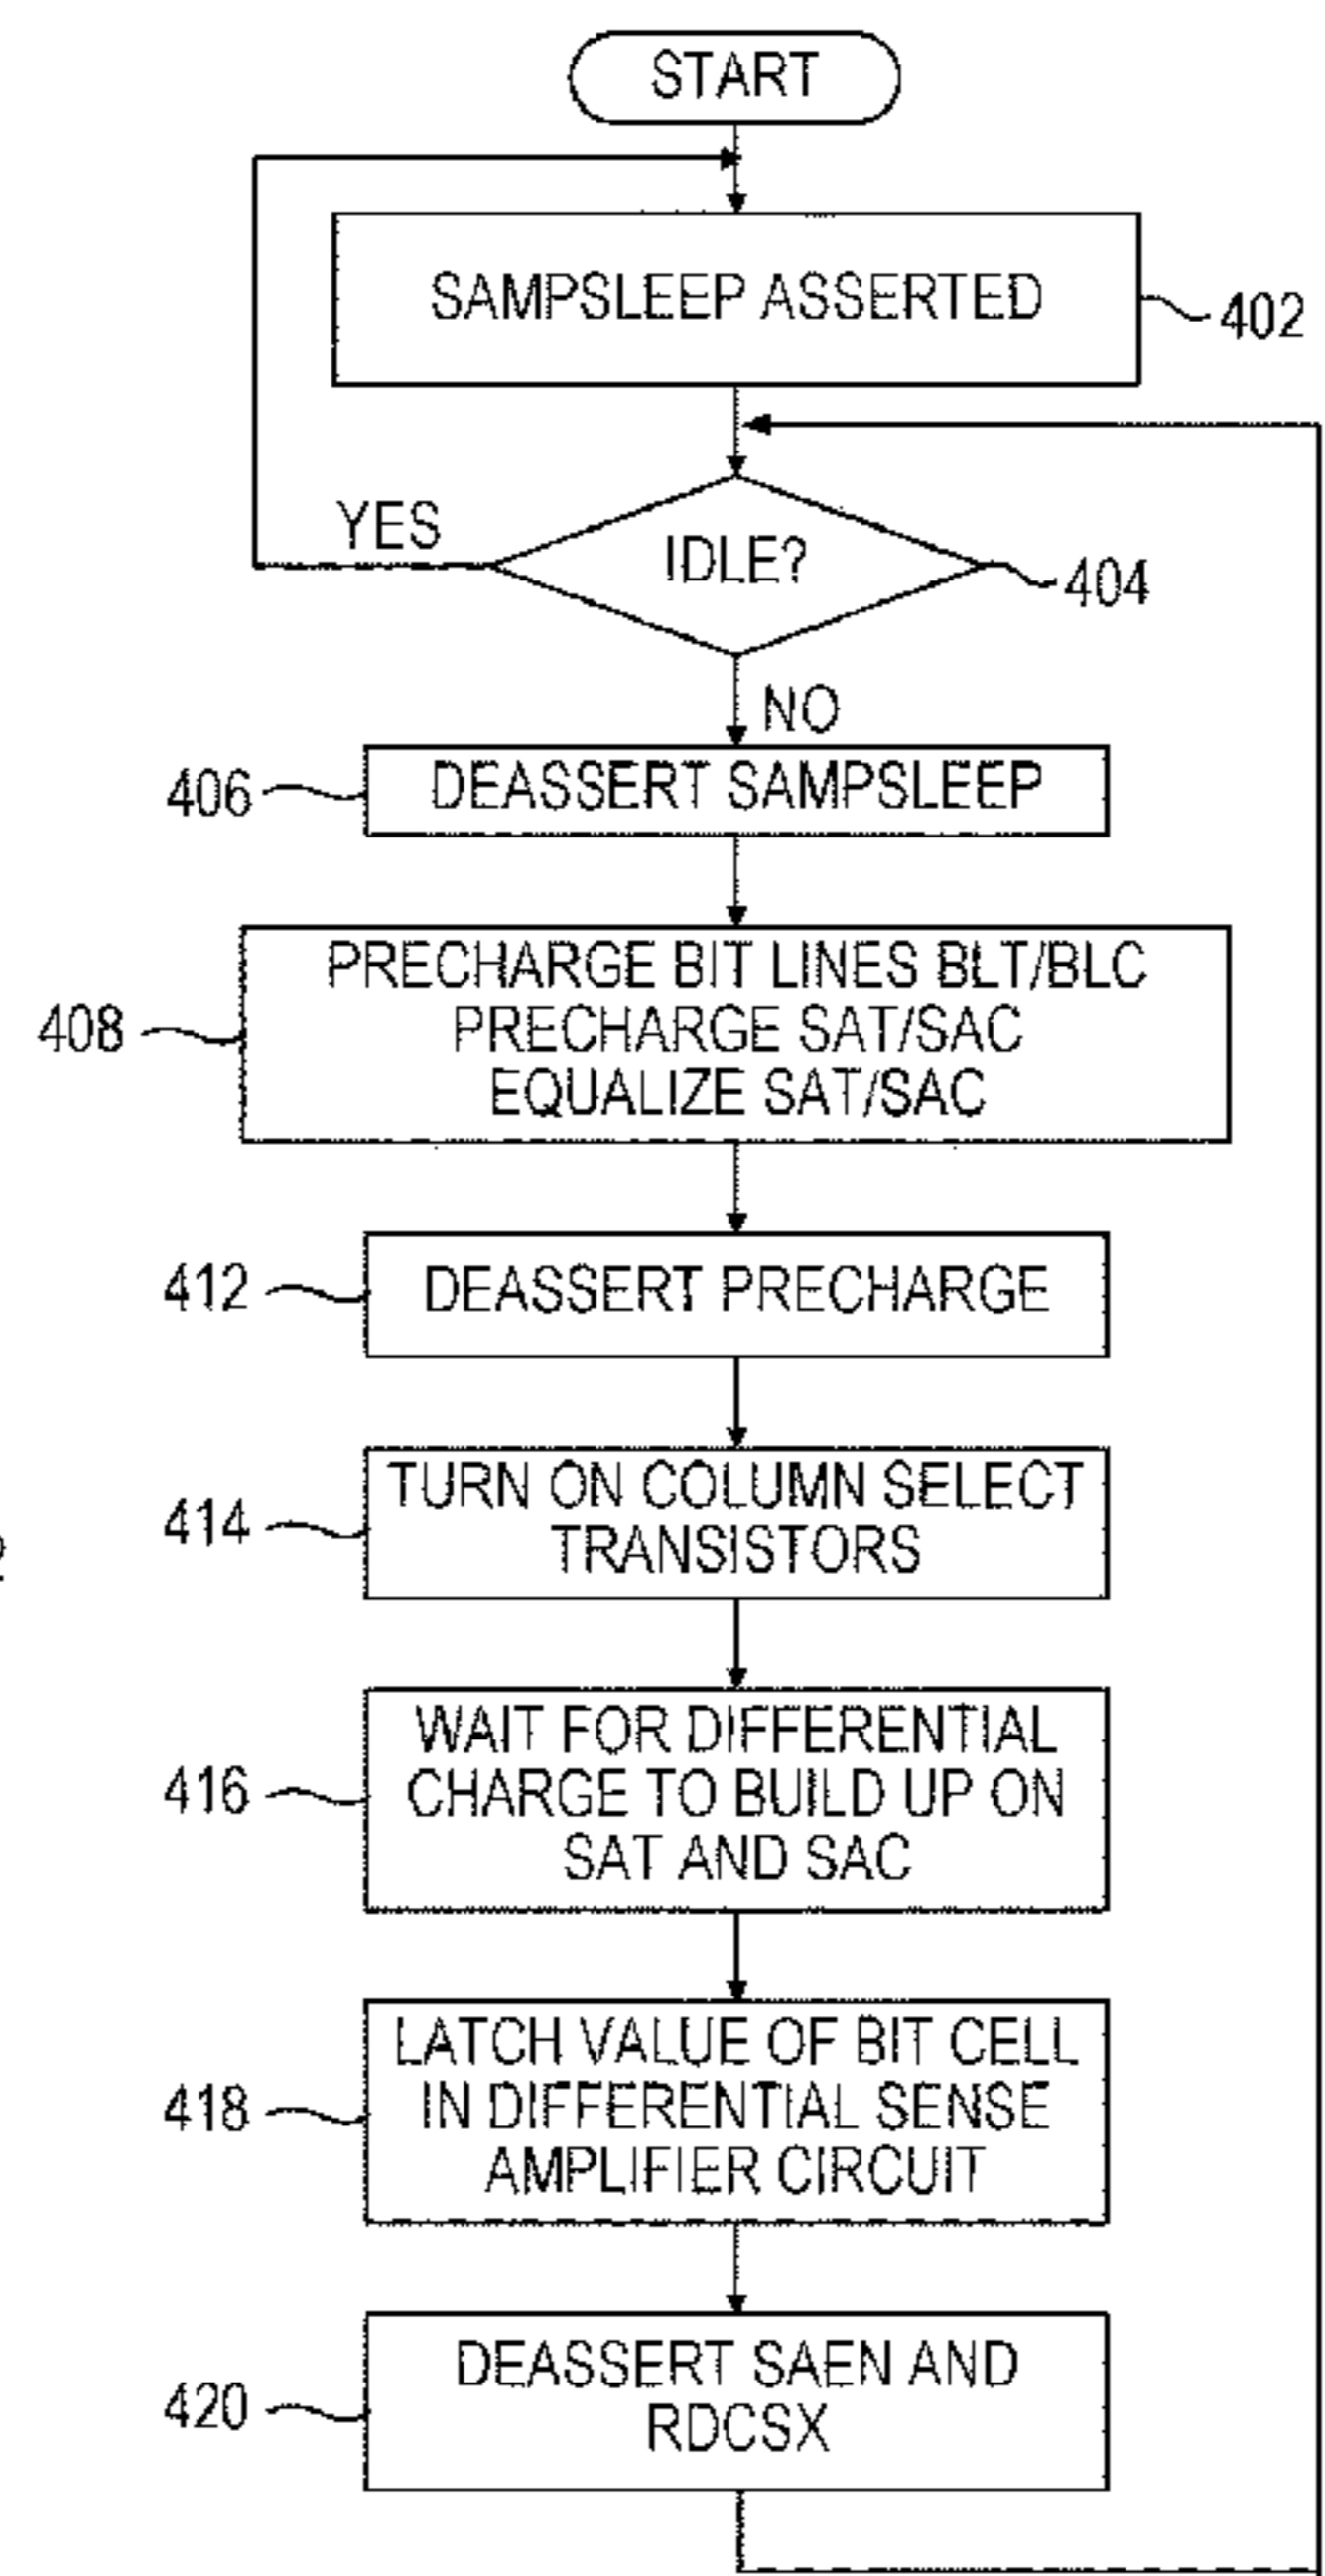 START
SAMPSLEEP ASSERTED
402
YES
IDLE?
404
NO
406
DEASSERT SAMPSLEEP
408
PRECHARGE BIT LINES BLT/BLC
PRECHARGE SAT/SAC
EQUALIZE SAT/SAC
412
DEASSERT PRECHARGE
414
TURN ON COLUMN SELECT
TRANSISTORS
416
WAIT FOR DIFFERENTIAL
CHARGE TO BUILD UP ON
SAT AND SAC
418
LATCH VALUE OF BIT CELL
IN DIFFERENTIAL SENSE
AMPLIFIER CIRCUIT
420
DEASSERT SAEN AND
RDCSX